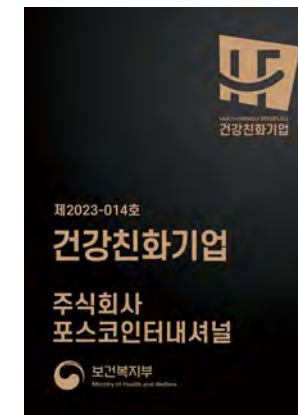 건강친화기업
제2023-014호
건강친화기업
주식회사
포스코인터내셔널
보건복지부
Ministry of Health and Welfare